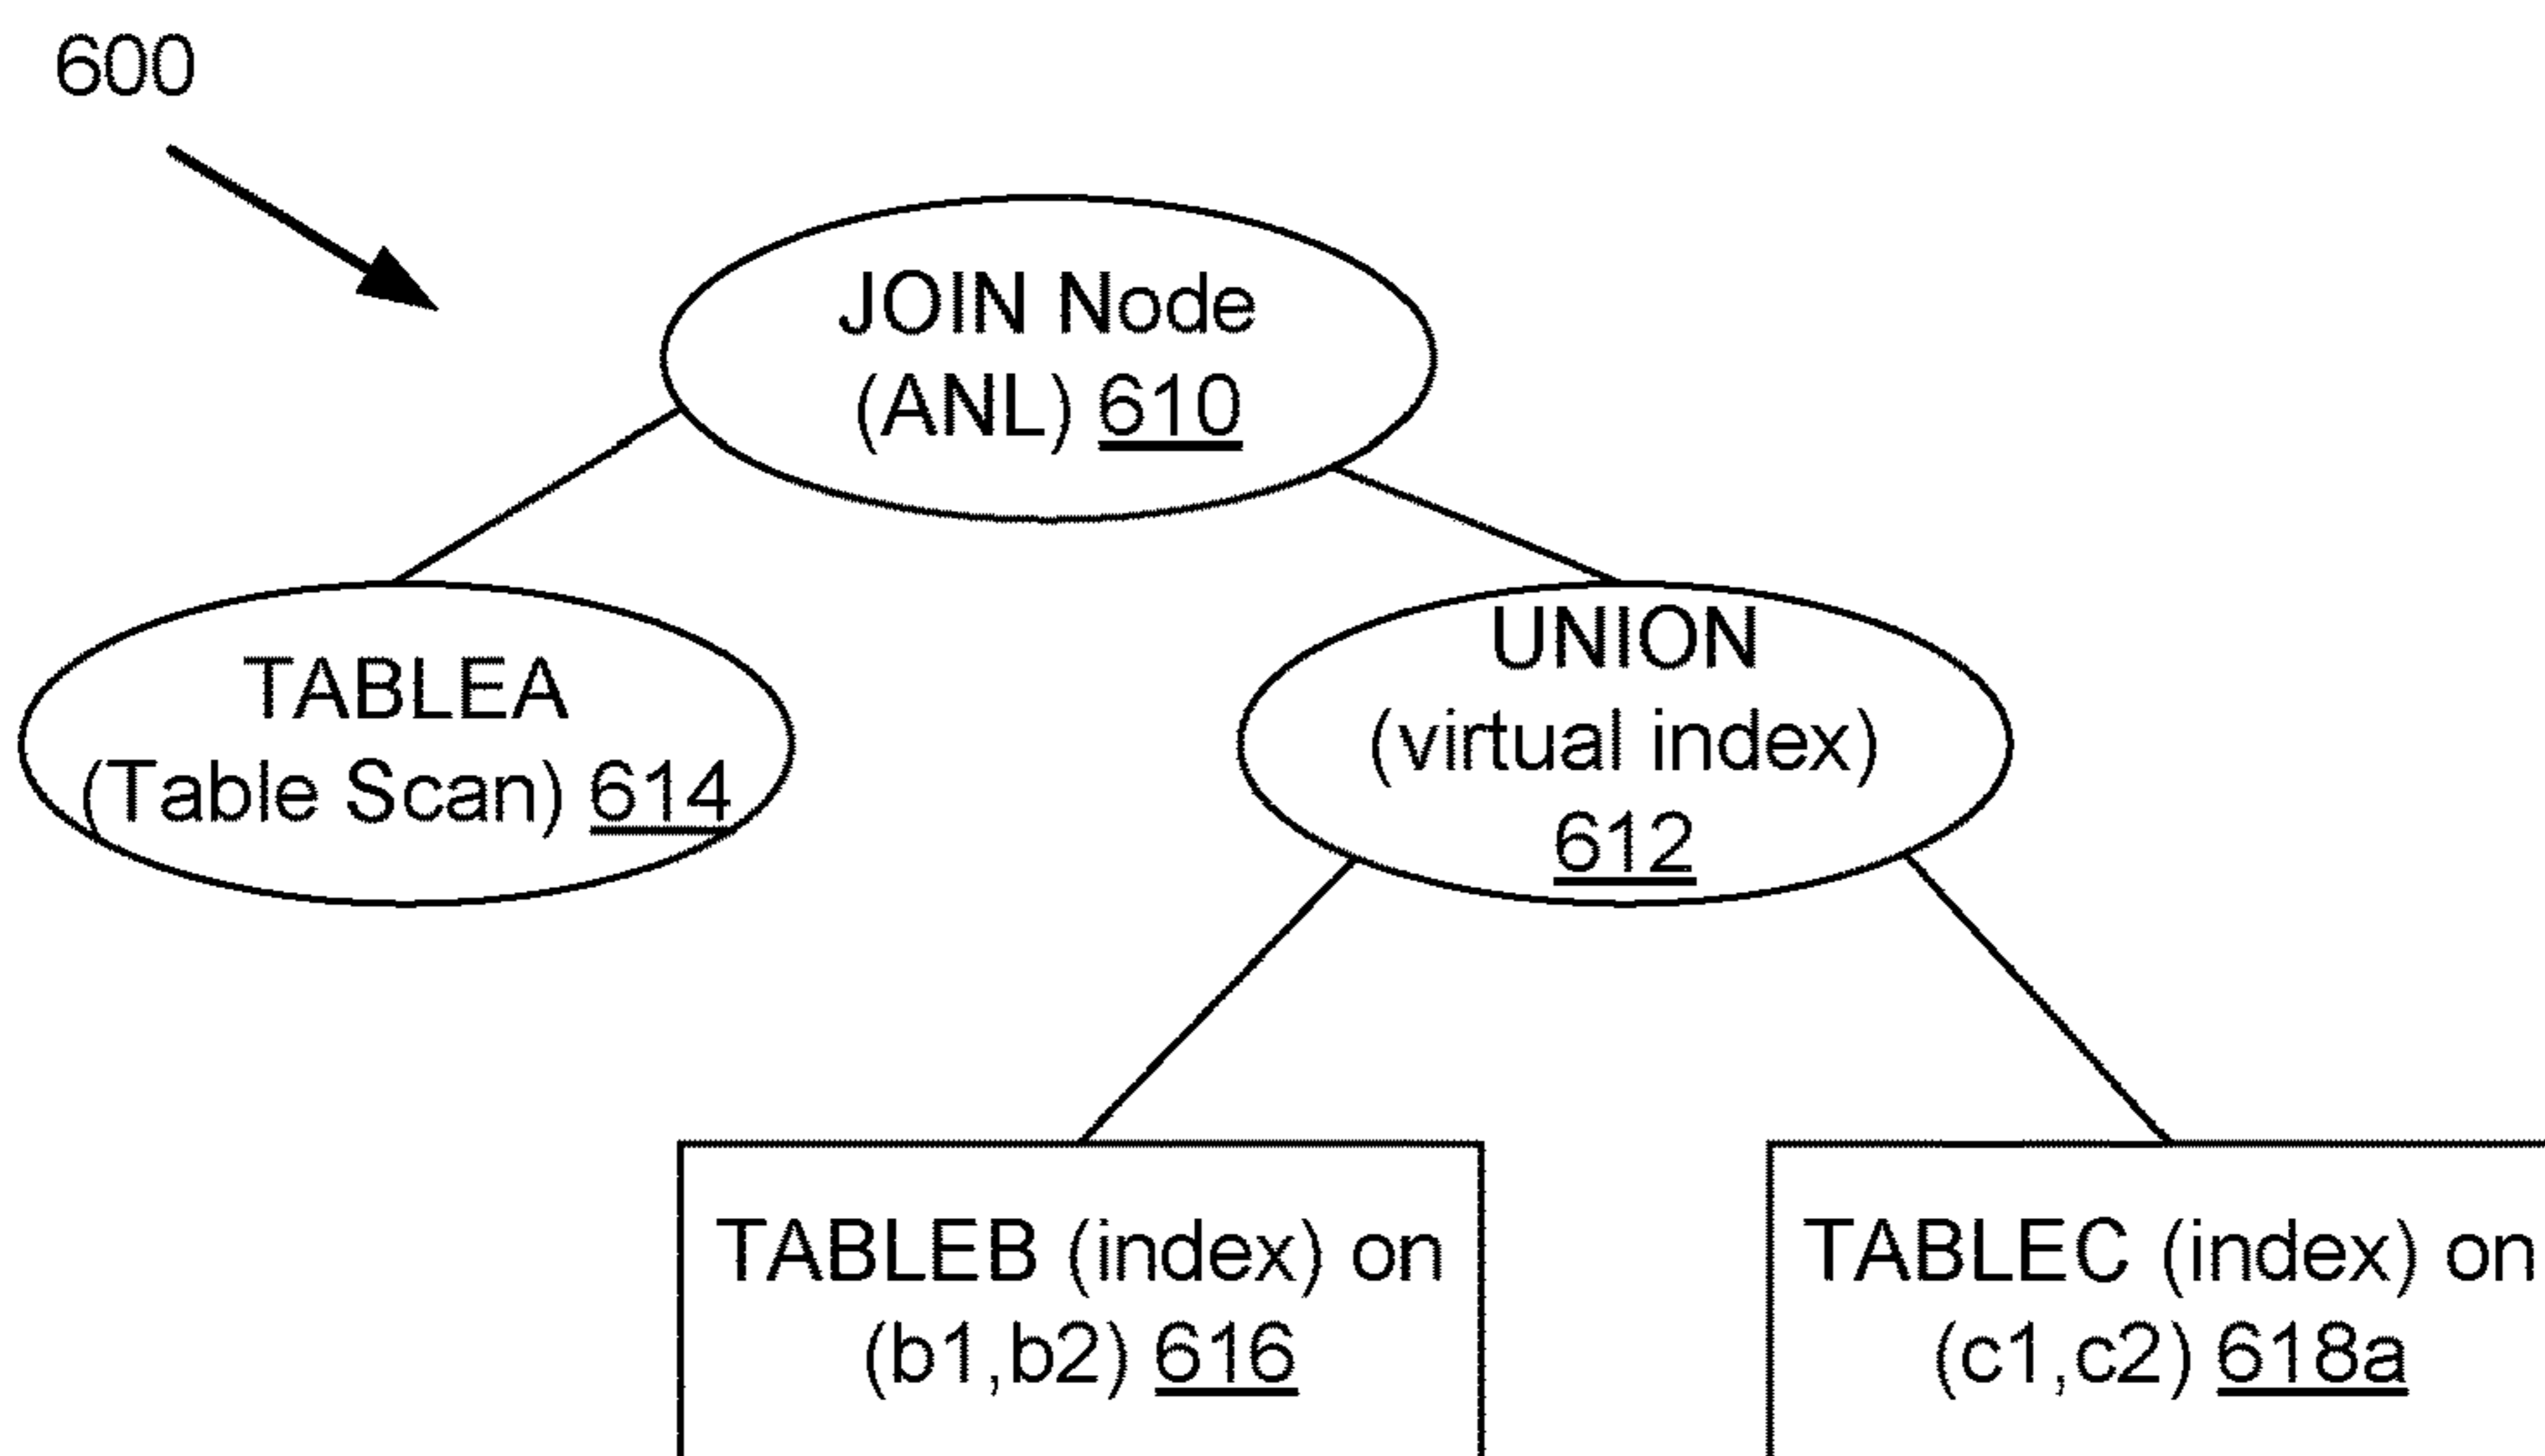 600
JOIN Node
(ANL) 610
TABLEA
(Table Scan) 614
UNION
(virtual index)
612
TABLEB (index) on
(b1,b2) 616
TABLEC (index) on
(c1,c2) 618a